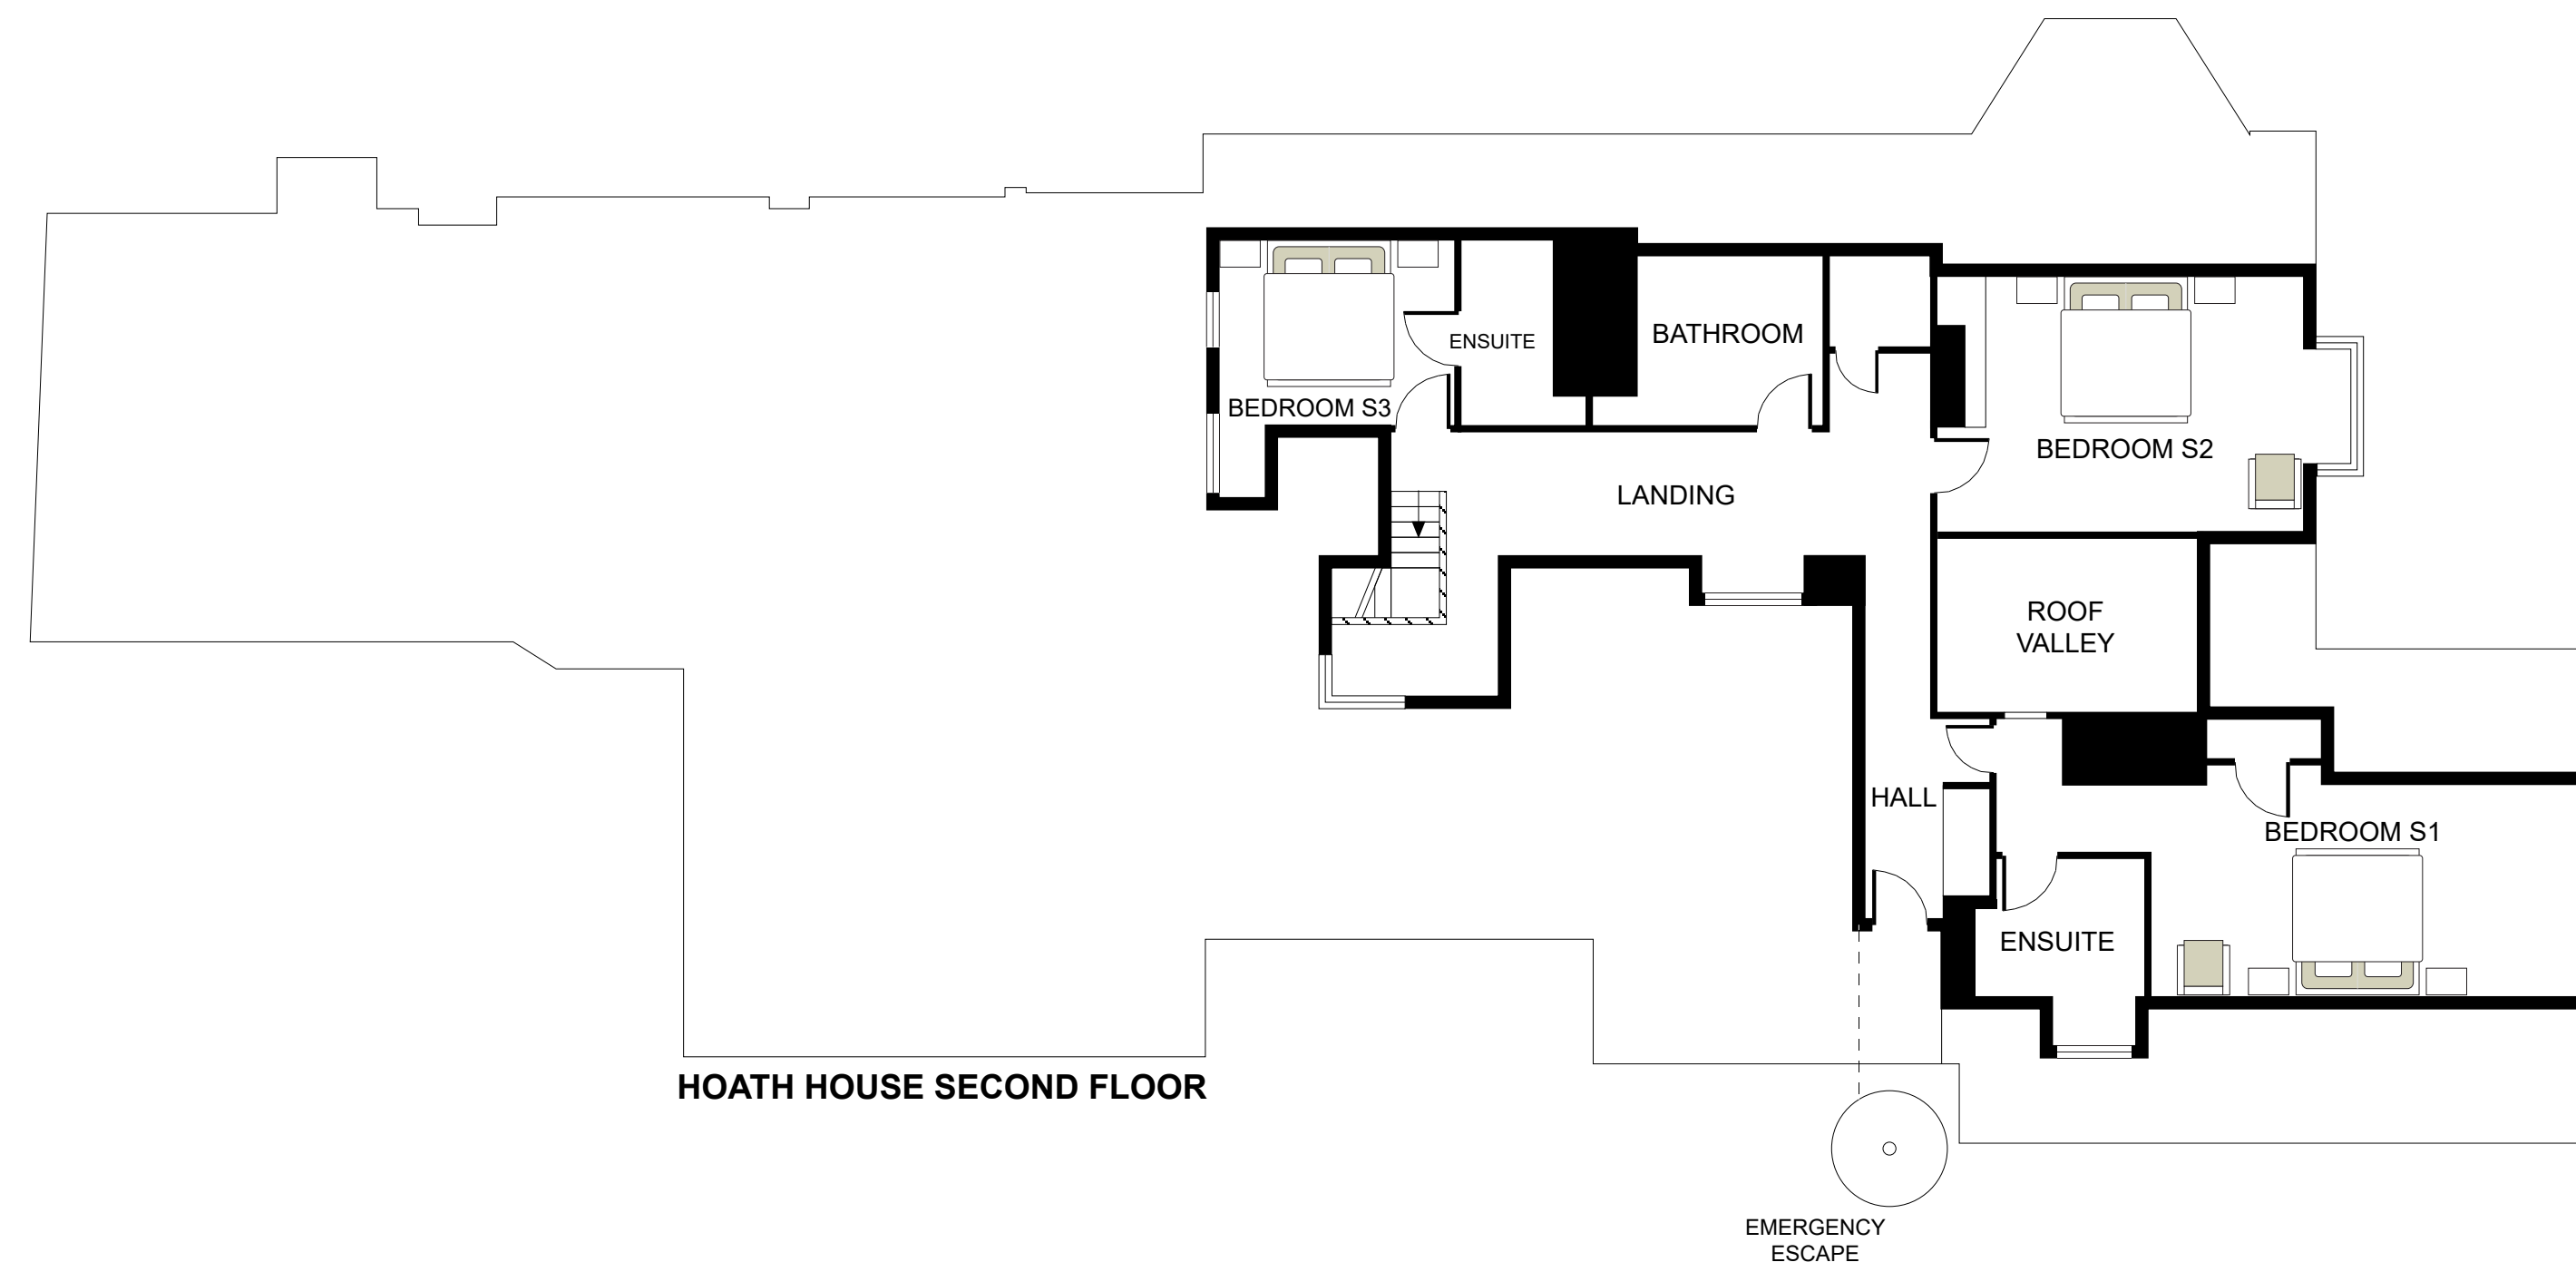 ENSUITE
BATHROOM
BEDROOM S3
BEDROOM S2
LANDING
ROOF
VALLEY
HALL
BEDROOM S1
ENSUITE
HOATH HOUSE SECOND FLOOR
EMERGENCY
ESCAPE